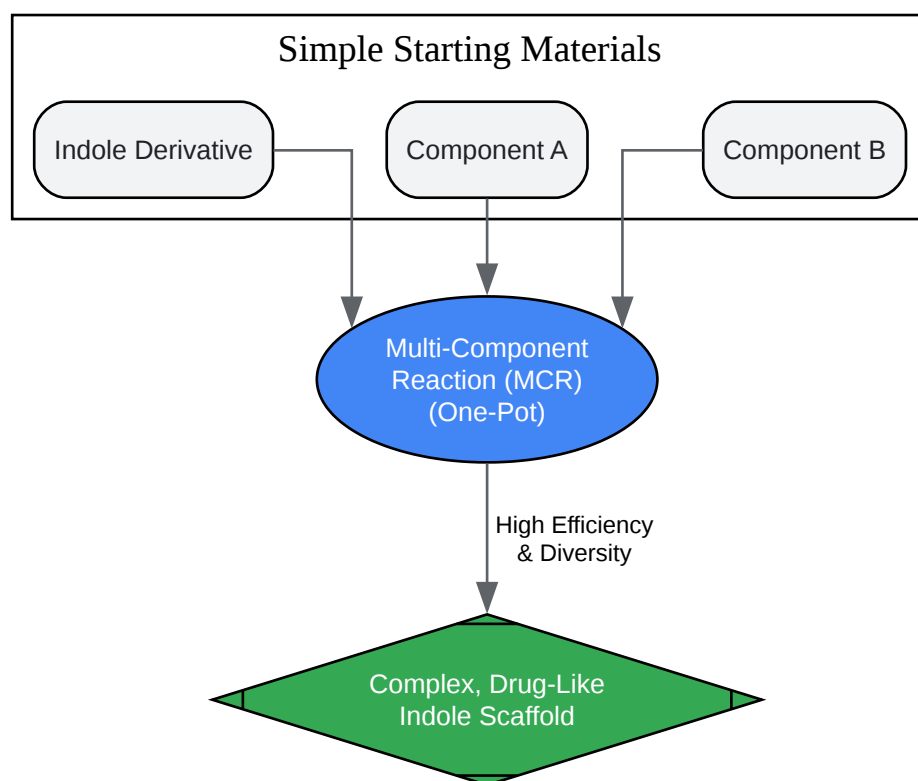 Simple Starting Materials
Indole Derivative
Component A
Component B
Multi-Component
Reaction (MCR)
(One-Pot)
High Efficiency
& Diversity
Complex, Drug-Like
Indole Scaffold